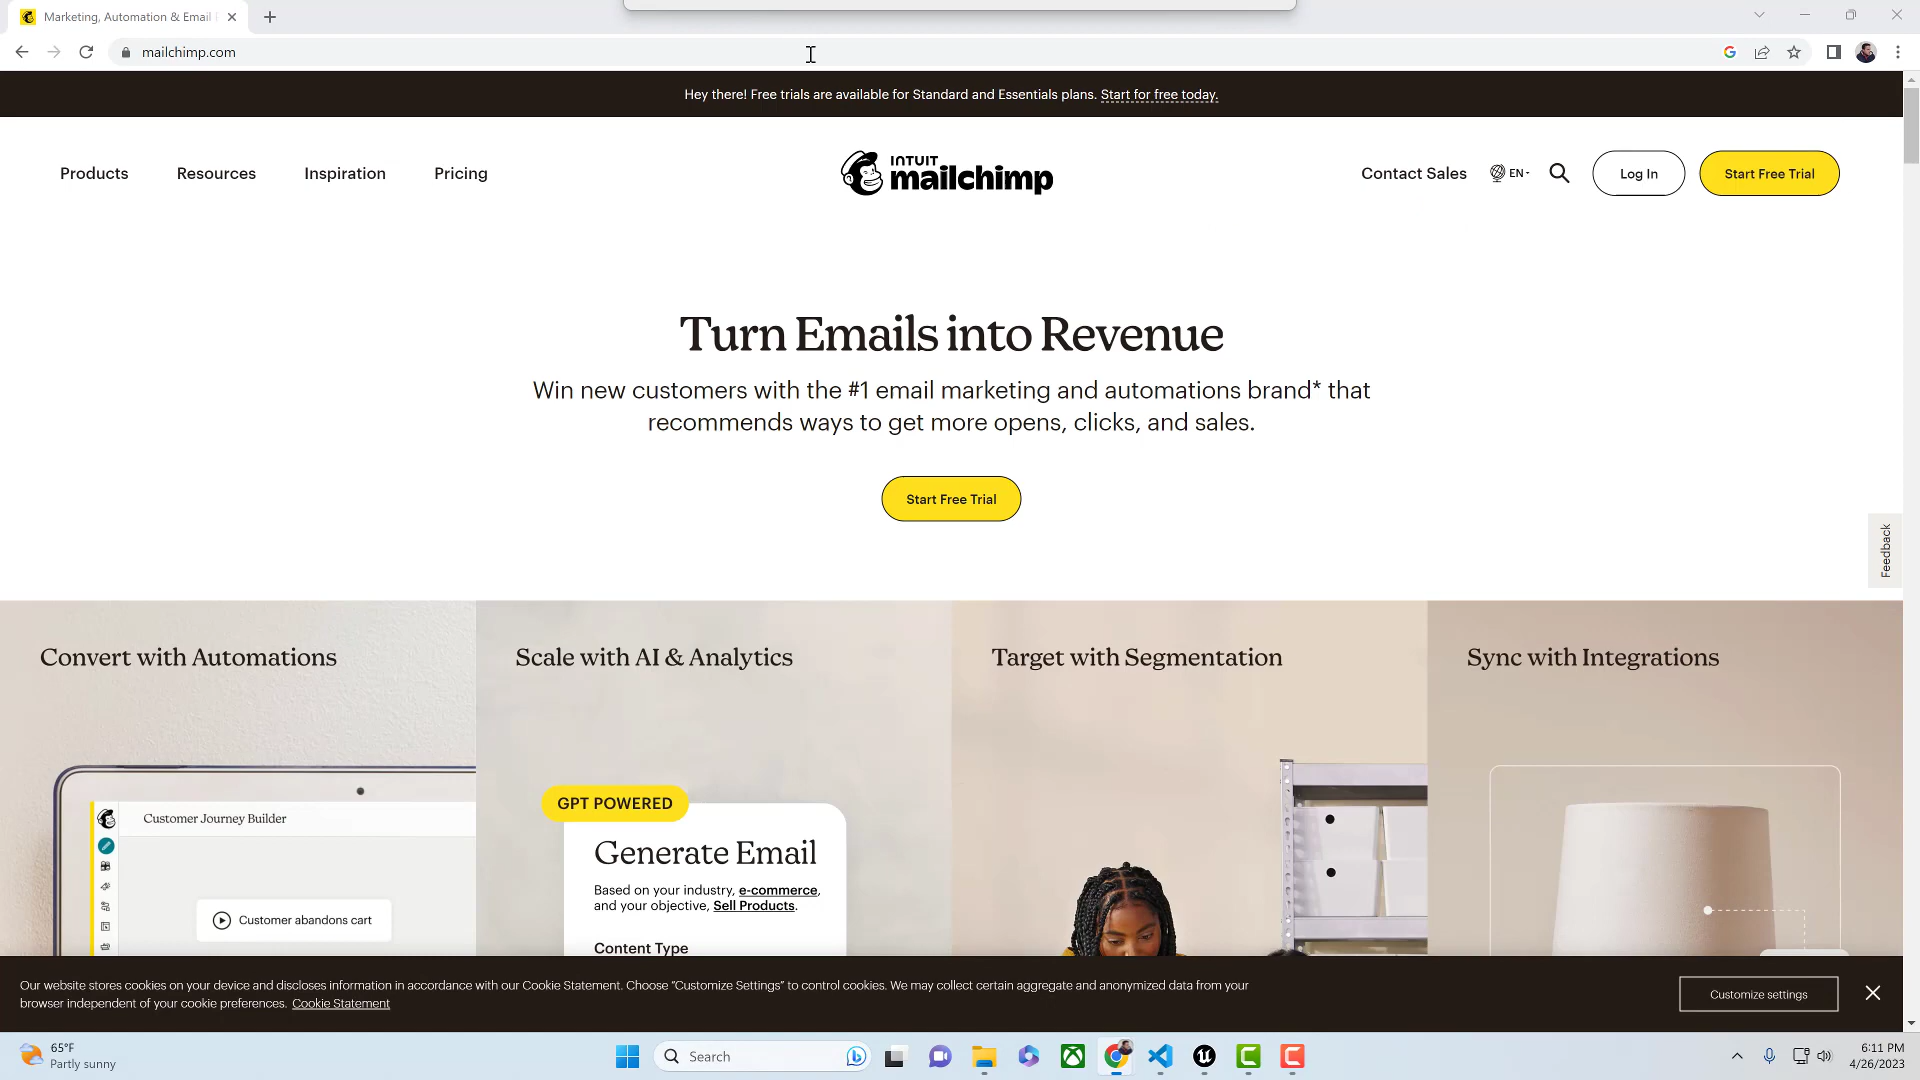 Marketing, Automation & Email
mailchimp.com
Hey there! Free trials are available for Standard and Essentials plans. Start for free today.
Products
Resources
Inspiration
Pricing
INTUIT
mailchimp
Contact Sales
EN
Log In
Start Free Trial
Turn Emails into Revenue
Win new customers with the #1 email marketing and automations brand* that
recommends ways to get more opens, clicks, and sales.
Start Free Trial
Feedback
Convert with Automations
Scale with AI & Analytics
Target with Segmentation
Sync with Integrations
Customer Journey Builder
Customer abandons cart
GPT POWERED
Generate Email
Based on your industry, e-commerce,
and your objective, Sell Products.
Content Type
Our website stores cookies on your device and discloses information in accordance with our Cookie Statement. Choose "Customize Settings" to control cookies. We may collect certain aggregate and anonymized data from your
browser independent of your cookie preferences. Cookie Statement
Customize settings
65°F
Partly sunny
Search
6:11 PM
4/26/2023